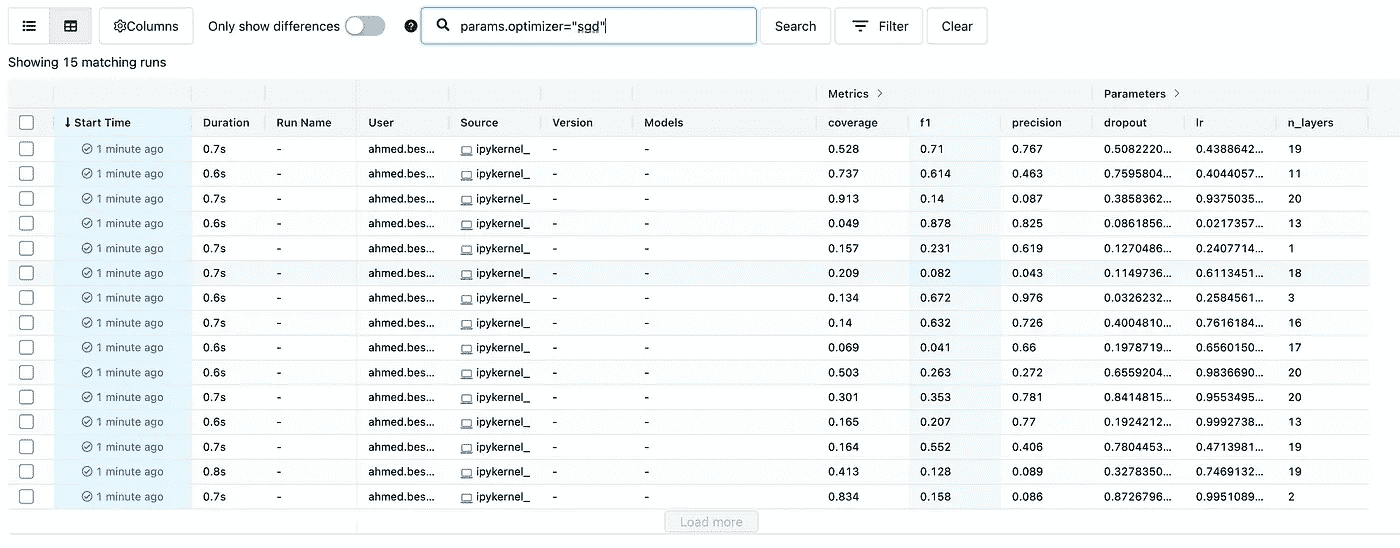 Columns Only show differences params.optimizer="sgd" Search Filter Clear
Showing 15 matching runs
Metrics Parameters
Start Time Duration Run Name User Source Version Models coverage f1 precision dropout lr n_layers
1 minute ago 0.7s - ahmed.bes... ipykernel_ - - 0.528 0.71 0.767 0.5082220... 0.4388642... 19
1 minute ago 0.6s - ahmed.bes... ipykernel_ - - 0.737 0.614 0.463 0.7595804... 0.4044057... 11
1 minute ago 0.7s - ahmed.bes... ipykernel_ - - 0.913 0.14 0.087 0.3858362... 0.9375035... 20
1 minute ago 0.6s - ahmed.bes... ipykernel_ - - 0.049 0.878 0.825 0.0861856... 0.0217357... 13
1 minute ago 0.7s - ahmed.bes... ipykernel_ - - 0.157 0.231 0.619 0.1270486... 0.2407714... 1
1 minute ago 0.7s - ahmed.bes... ipykernel_ - - 0.209 0.082 0.043 0.1149736... 0.6113451... 18
1 minute ago 0.6s - ahmed.bes... ipykernel_ - - 0.134 0.672 0.976 0.0326232... 0.2584561... 3
1 minute ago 0.7s - ahmed.bes... ipykernel_ - - 0.14 0.632 0.726 0.4004810... 0.7616184... 16
1 minute ago 0.6s - ahmed.bes... ipykernel_ - - 0.069 0.041 0.66 0.1978719... 0.6560150... 17
1 minute ago 0.6s - ahmed.bes... ipykernel_ - - 0.503 0.263 0.272 0.6559204... 0.9836690... 20
1 minute ago 0.7s - ahmed.bes... ipykernel_ - - 0.301 0.353 0.781 0.8414815... 0.9553495... 20
1 minute ago 0.6s - ahmed.bes... ipykernel_ - - 0.165 0.207 0.77 0.1924212... 0.9992738... 13
1 minute ago 0.7s - ahmed.bes... ipykernel_ - - 0.164 0.552 0.406 0.7804453... 0.4713981... 19
1 minute ago 0.8s - ahmed.bes... ipykernel_ - - 0.413 0.128 0.089 0.3278350... 0.7469132... 19
1 minute ago 0.7s - ahmed.bes... ipykernel_ - - 0.834 0.158 0.086 0.8726796... 0.9951089... 2
Load more